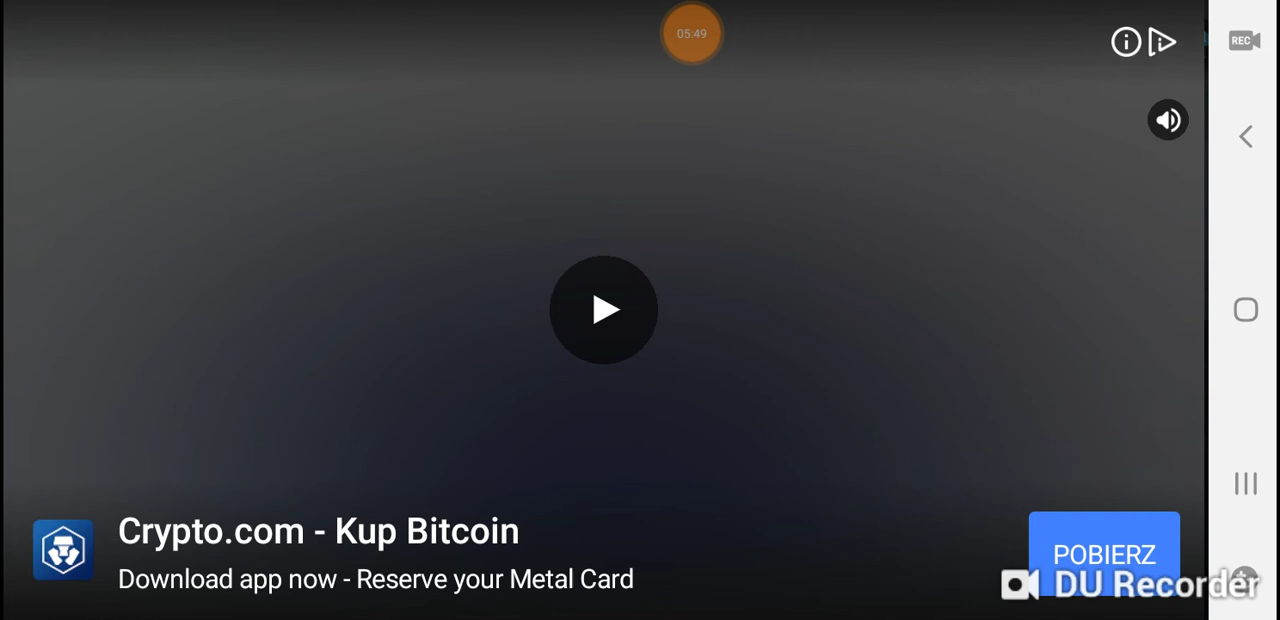 05:49
REC
Crypto.com - Kup Bitcoin
Download app now - Reserve your Metal Card
POBIERZ
DU Recorder